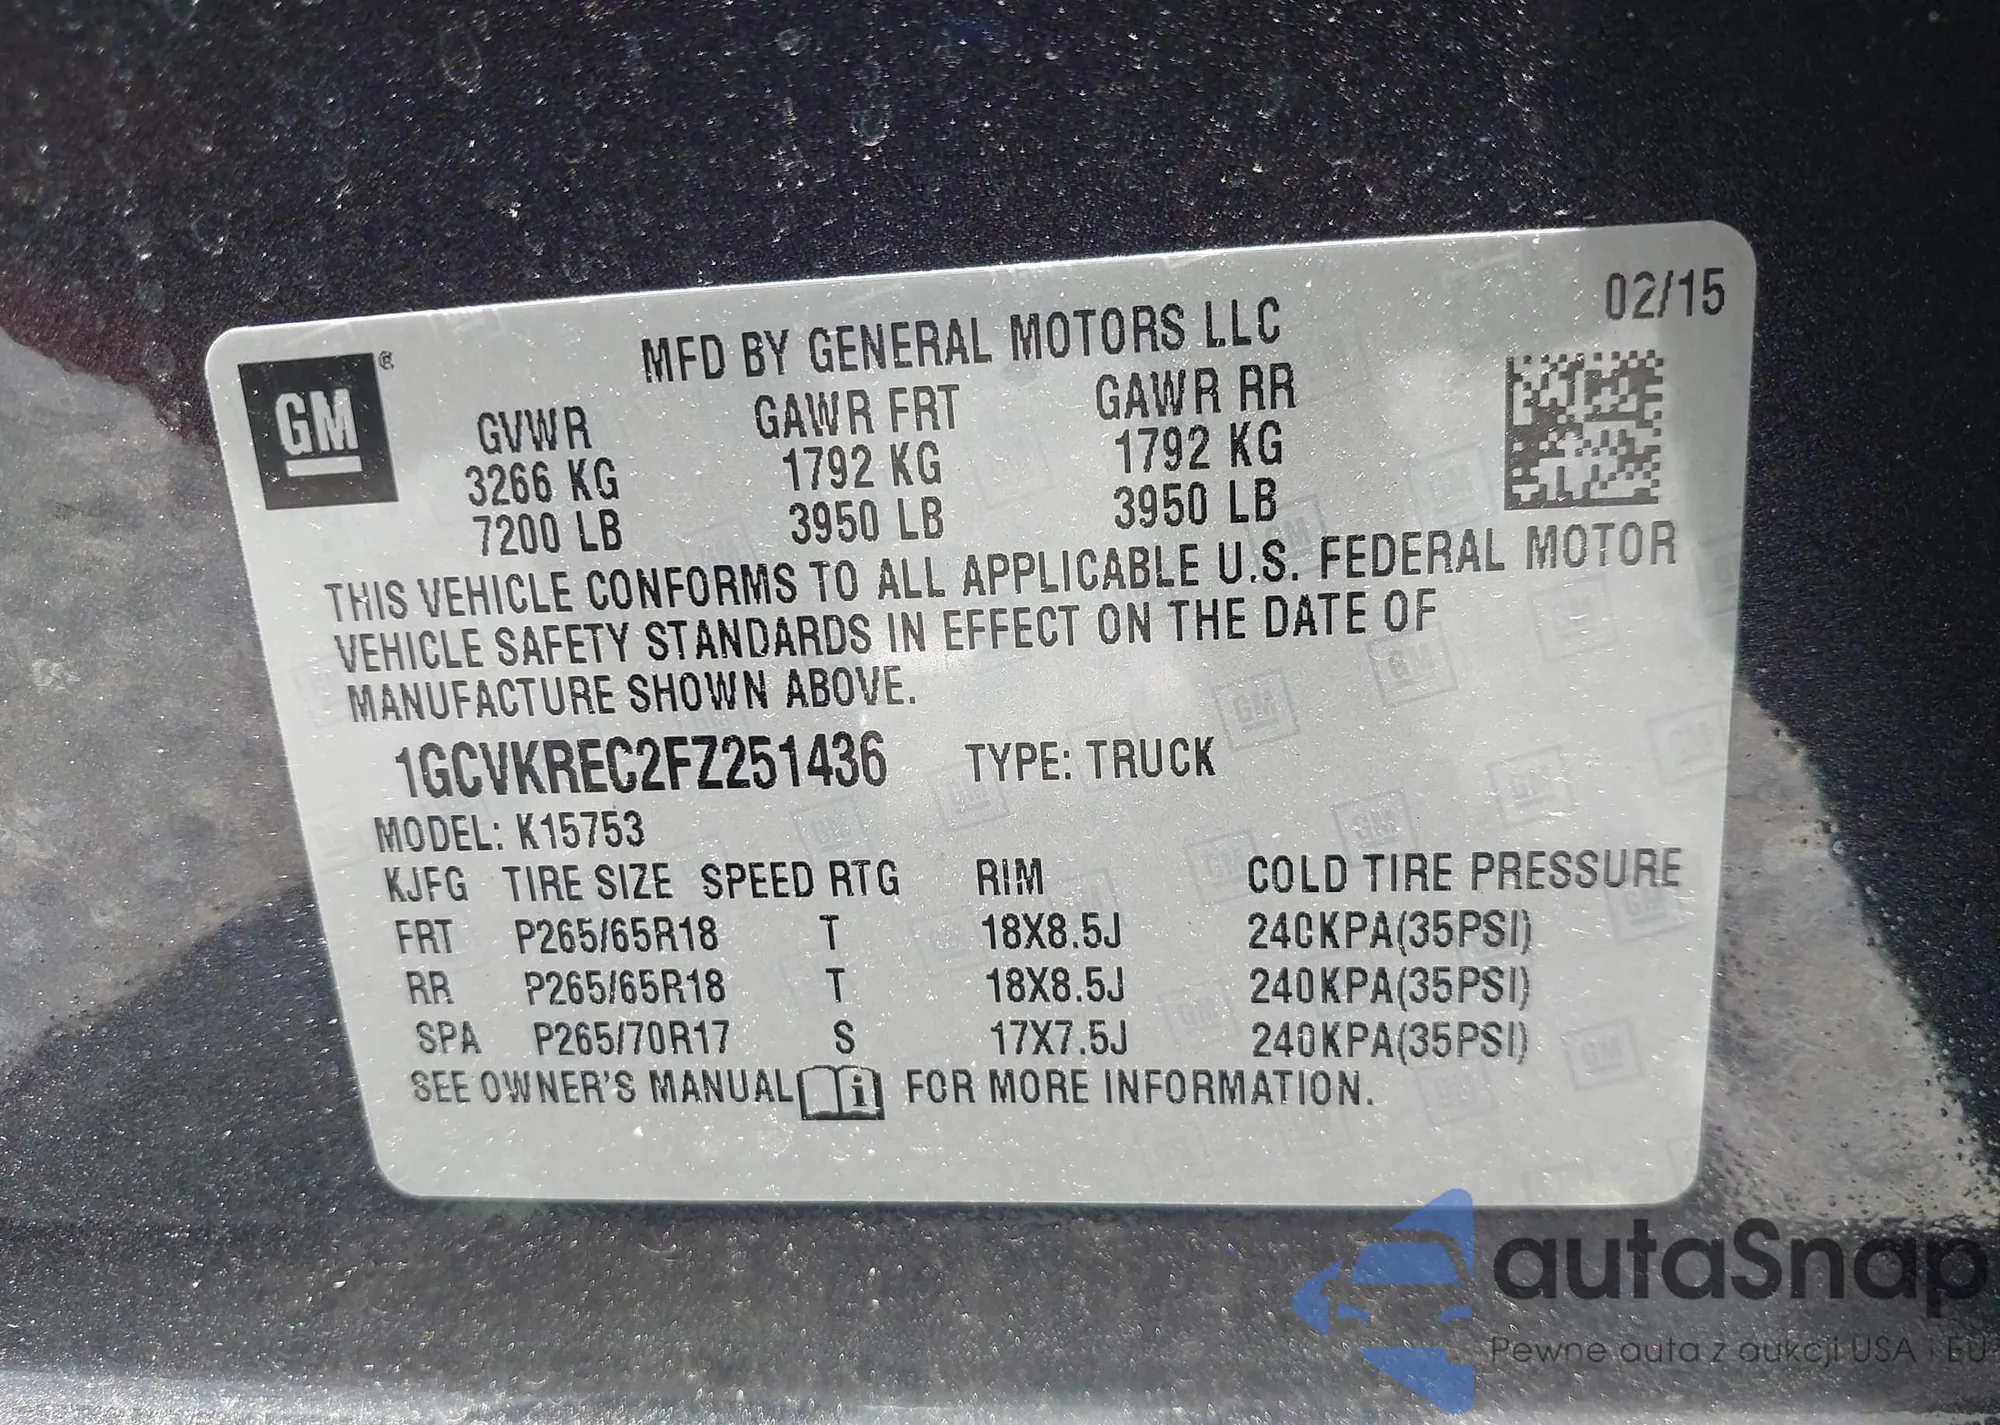 GM ®
MFD BY GENERAL MOTORS LLC
02/15
GVWR GAWR FRT GAWR RR
3266 KG 1792 KG 1792 KG
7200 LB 3950 LB 3950 LB
THIS VEHICLE CONFORMS TO ALL APPLICABLE U.S. FEDERAL MOTOR
VEHICLE SAFETY STANDARDS IN EFFECT ON THE DATE OF
MANUFACTURE SHOWN ABOVE.
1GCVKREC2FZ251436 TYPE: TRUCK
MODEL: K15753
KJFG TIRE SIZE SPEED RTG RIM COLD TIRE PRESSURE
FRT P265/65R18 T 18X8.5J 240KPA(35PSI)
RR P265/65R18 T 18X8.5J 240KPA(35PSI)
SPA P265/70R17 S 17X7.5J 240KPA(35PSI)
SEE OWNER'S MANUAL i FOR MORE INFORMATION.
autaSnap
Pewne auta z aukcji USA i EU